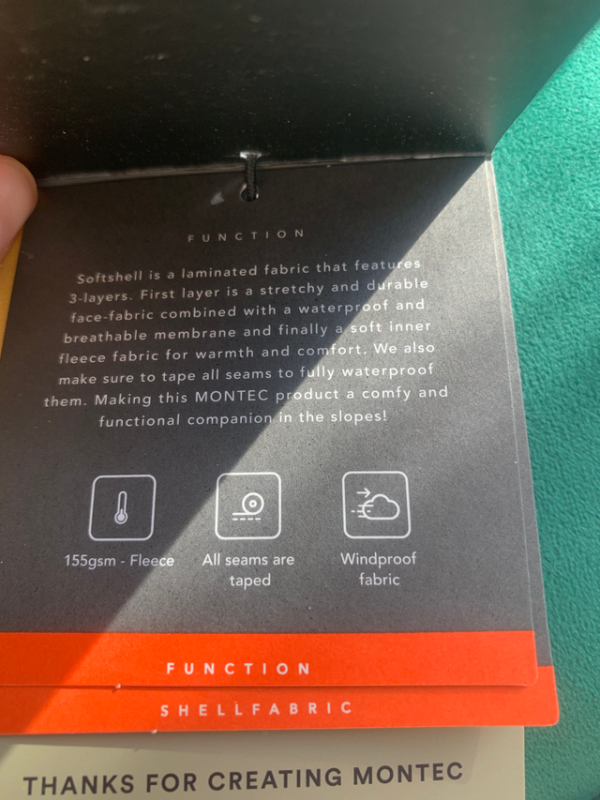 FUNCTION
Softshell is a laminated fabric that features
3-layers. First layer is a stretchy and durable
face-fabric combined with a waterproof and
breathable membrane and finally a soft inner
fleece fabric for warmth and comfort. We also
make sure to tape all seams to fully waterproof
them. Making this MONTEC product a comfy and
functional companion in the slopes!
155gsm - Fleece
All seams are
taped
Windproof
fabric
FUNCTION
SHELLFABRIC
THANKS FOR CREATING MONTEC